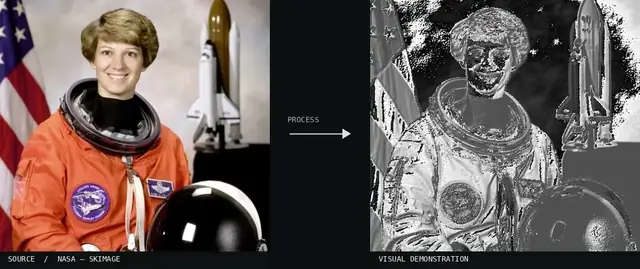 PROCESS
SOURCE / NASA — SKIMAGE
VISUAL DEMONSTRATION